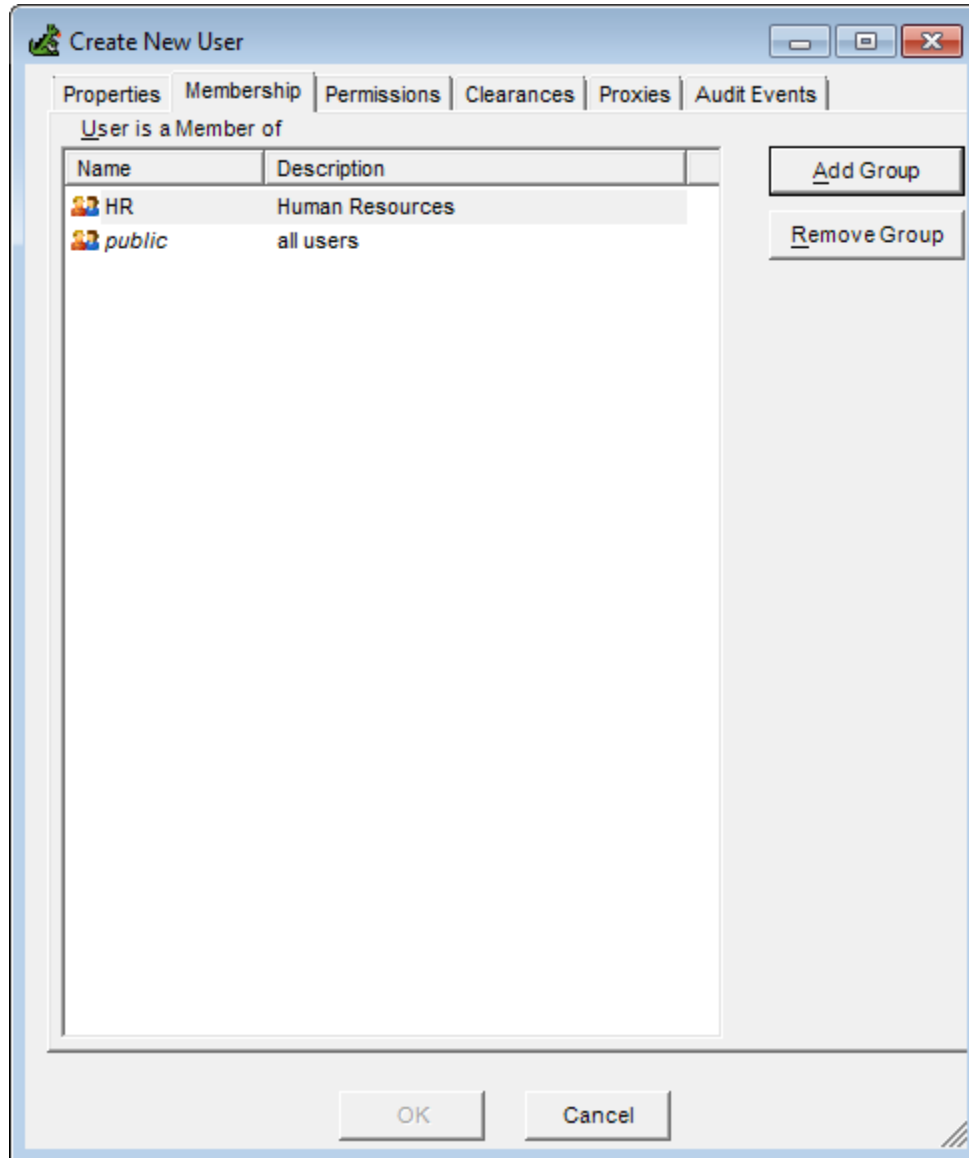 Create New User
Properties Membership Permissions Clearances Proxies Audit Events
User is a Member of
Name Description
Add Group
HR Human Resources
Remove Group
public all users
OK Cancel